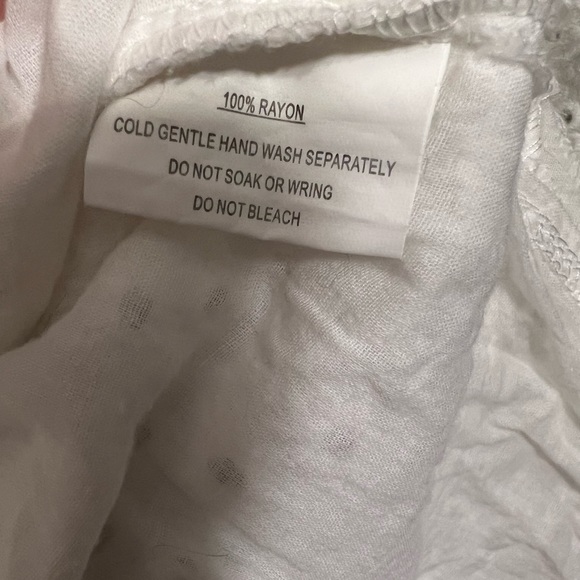 100% RAYON
COLD GENTLE HAND WASH SEPARATELY
DO NOT SOAK OR WRING
DO NOT BLEACH